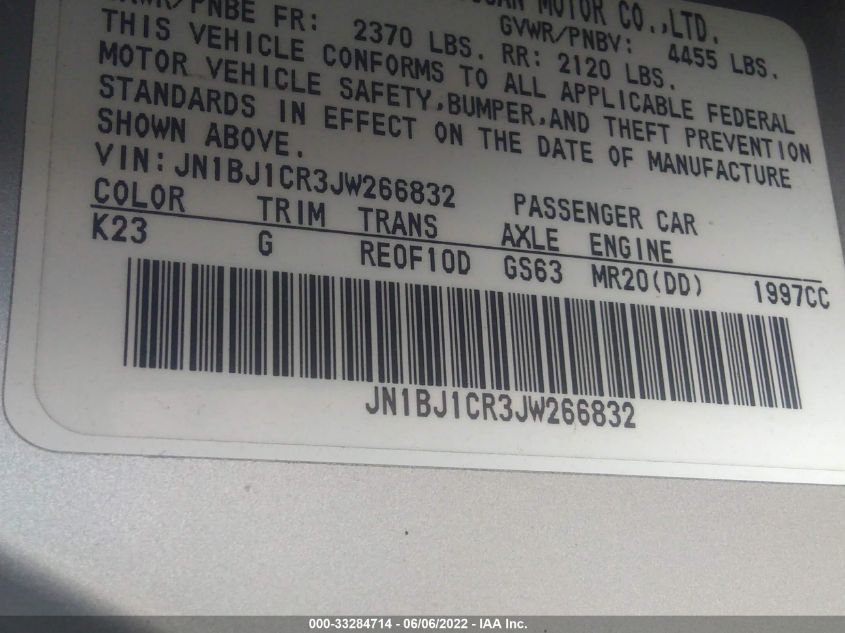 MOTOR CO.,LTD.
GVWR/PNBV: 4455 LBS.
FR: 2370 LBS. RR: 2120 LBS.
THIS VEHICLE CONFORMS TO ALL APPLICABLE FEDERAL
MOTOR VEHICLE SAFETY,BUMPER,AND THEFT PREVENTION
STANDARDS IN EFFECT ON THE DATE OF MANUFACTURE
SHOWN ABOVE.
VIN:JN1BJ1CR3JW266832 PASSENGER CAR
COLOR TRIM TRANS AXLE ENGINE
K23 G RE0F10D GS63 MR20(DD) 1997CC
JN1BJ1CR3JW266832
000-33284714 - 06/06/2022 - IAA Inc.